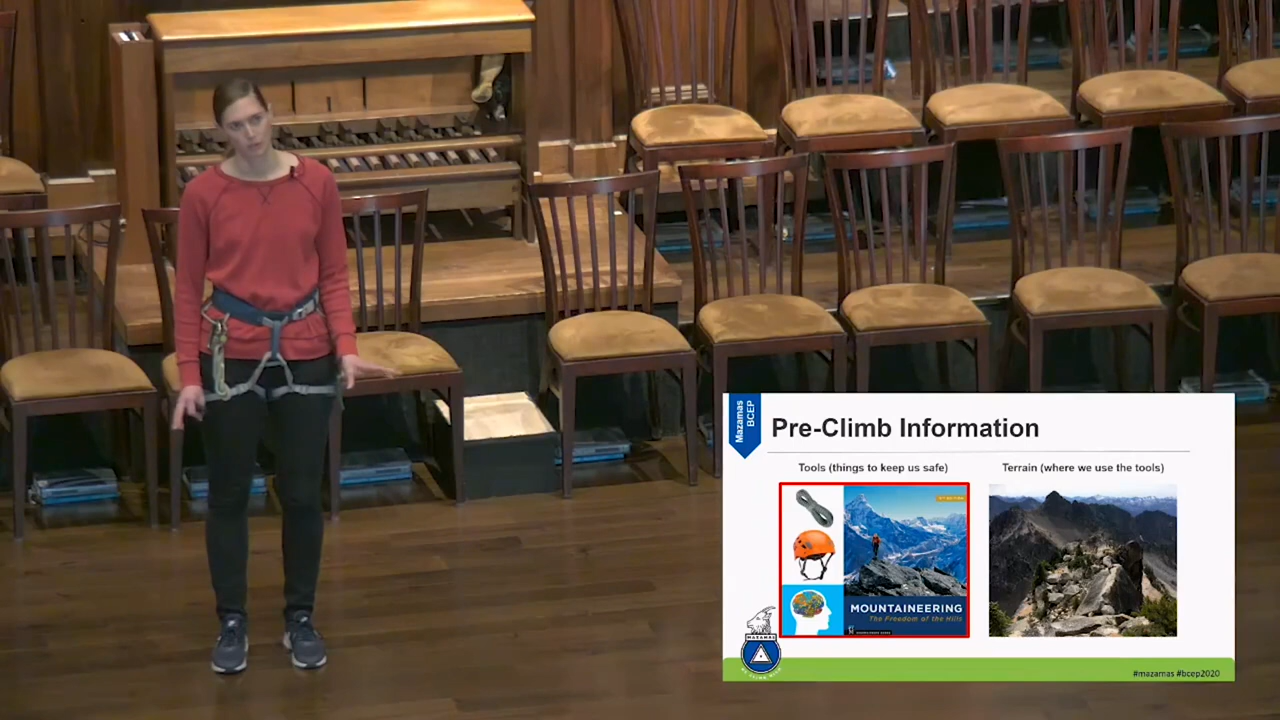 Mazamas
BCEP
Pre-Climb Information
Tools (things to keep us safe)
Terrain (where we use the tools)
MOUNTAINEERING
The Freedom of the Hills
MAZAMAS
#mazamas #bcep2020